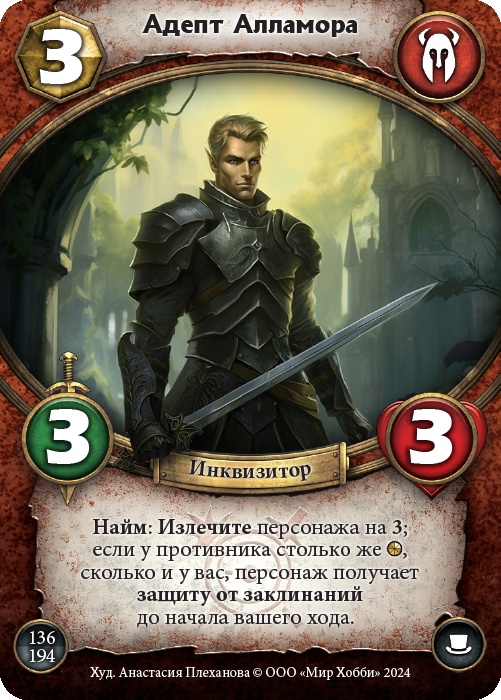 3
Адепт Алламора
3
3
Инквизитор
Найм: Излечите персонажа на 3;
если у противника столько же ,
сколько и у вас, персонаж получает
защиту от заклинаний
до начала вашего хода.
136
194
Худ. Анастасия Плеханова © ООО «Мир Хобби» 2024